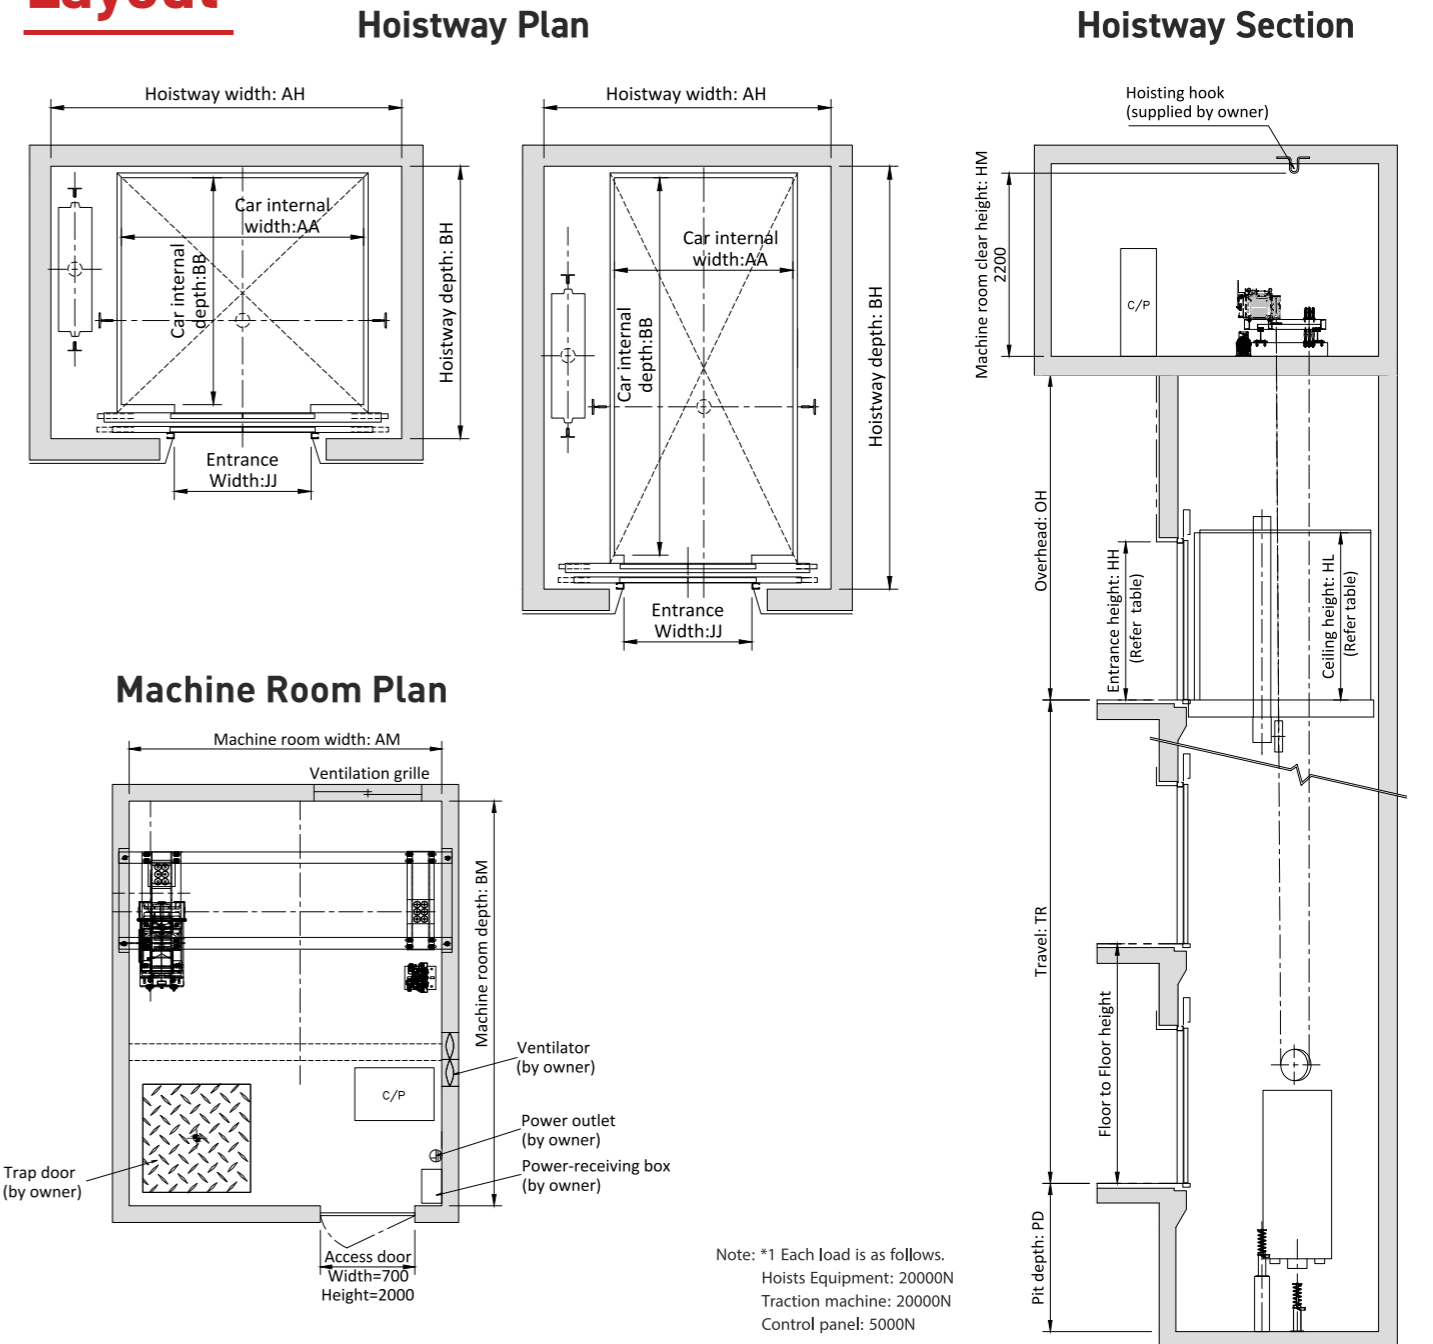 Layout
Hoistway Plan
Hoistway width: AH
Car internal
width:AA
Car internal
depth:BB
Hoistway depth: BH
Entrance
Width:JJ
Hoistway width: AH
Car internal
width:AA
Car internal
depth:BB
Hoistway depth: BH
Entrance
Width:JJ
Hoistway Section
Hoisting hook
(supplied by owner)
Machine room clear height: HM
2200
C/P
Overhead: OH
Entrance height: HH
(Refer table)
Ceiling height: HL
(Refer table)
Travel: TR
Floor to Floor height
Pit depth: PD
Machine Room Plan
Machine room width: AM
Ventilation grille
Machine room depth: BM
Ventilator
(by owner)
C/P
Power outlet
(by owner)
Power-receiving box
(by owner)
Trap door
(by owner)
Access door
Width=700
Height=2000
Note: *1 Each load is as follows.
Hoists Equipment: 20000N
Traction machine: 20000N
Control panel: 5000N